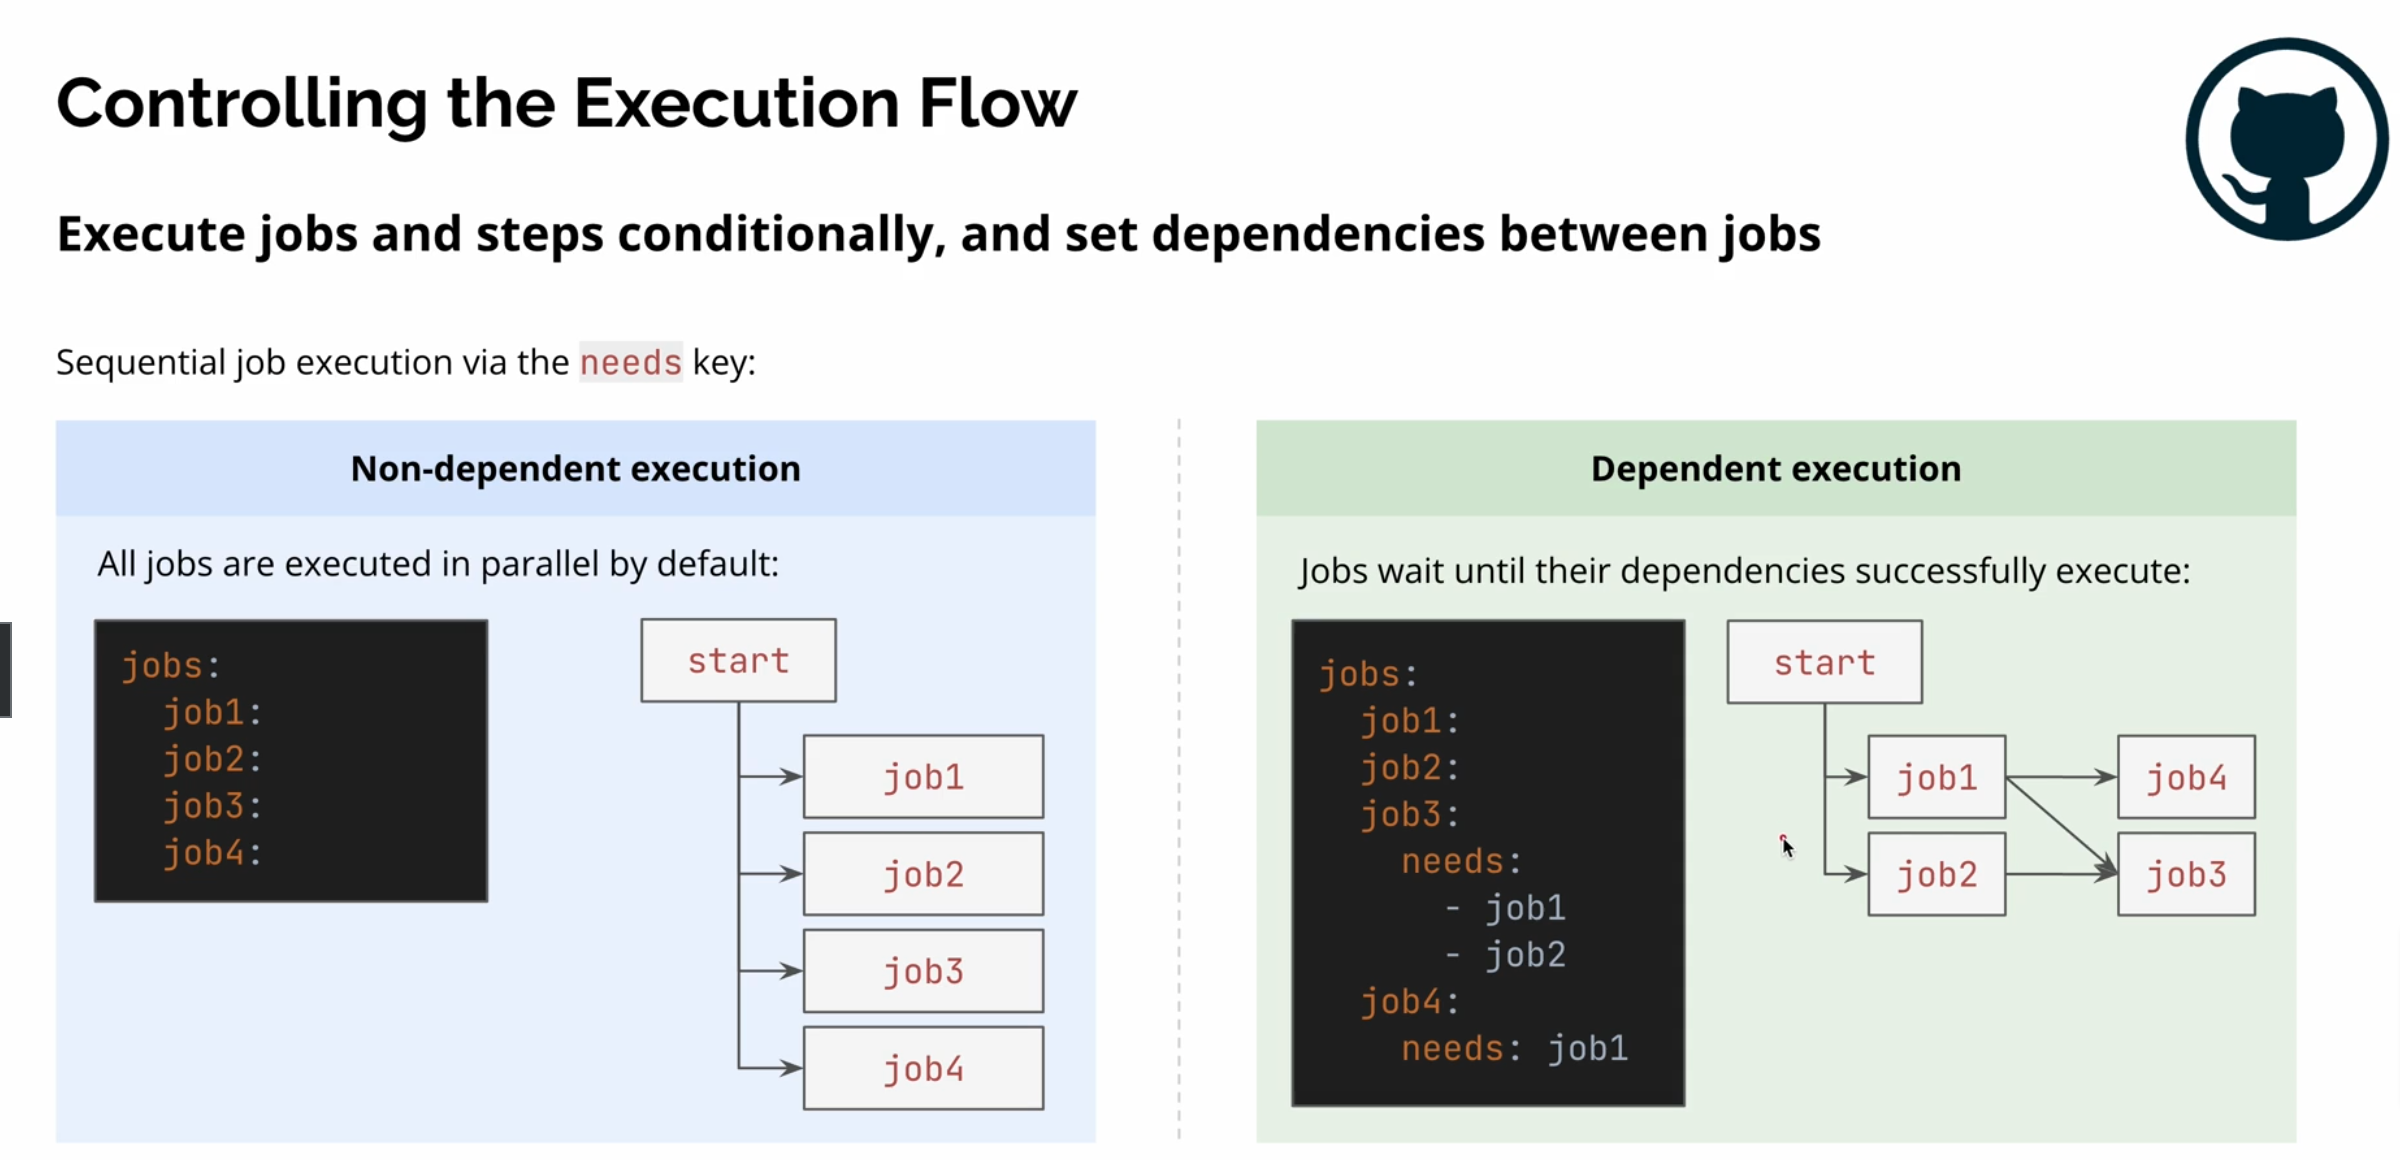 Controlling the Execution Flow
Execute jobs and steps conditionally, and set dependencies between jobs
Sequential job execution via the needs key:
Non-dependent execution
All jobs are executed in parallel by default:
jobs:
  job1:
  job2:
  job3:
  job4:
start
job1
job2
job3
job4
Dependent execution
Jobs wait until their dependencies successfully execute:
jobs:
  job1:
  job2:
  job3:
    needs:
      - job1
      - job2
  job4:
    needs: job1
start
job1
job4
job2
job3